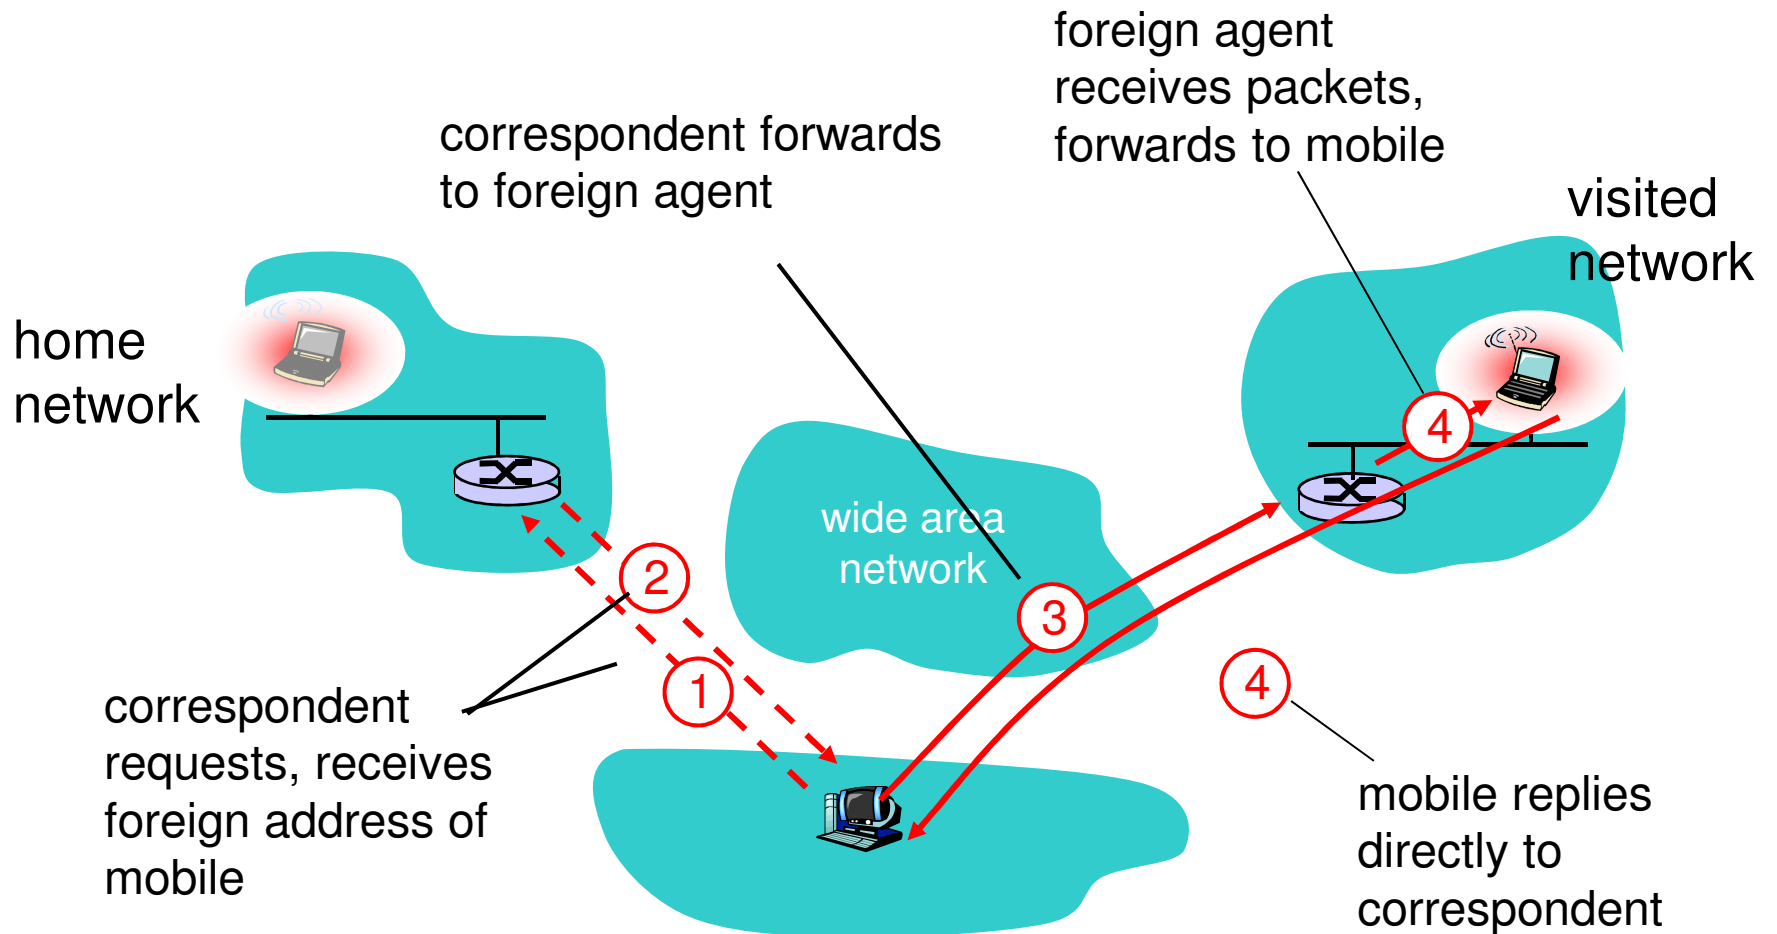 foreign agent
receives packets,
forwards to mobile
correspondent forwards
to foreign agent
visited
network
home
network
wide area
network
4
2
3
1
4
correspondent
requests, receives
foreign address of
mobile
mobile replies
directly to
correspondent